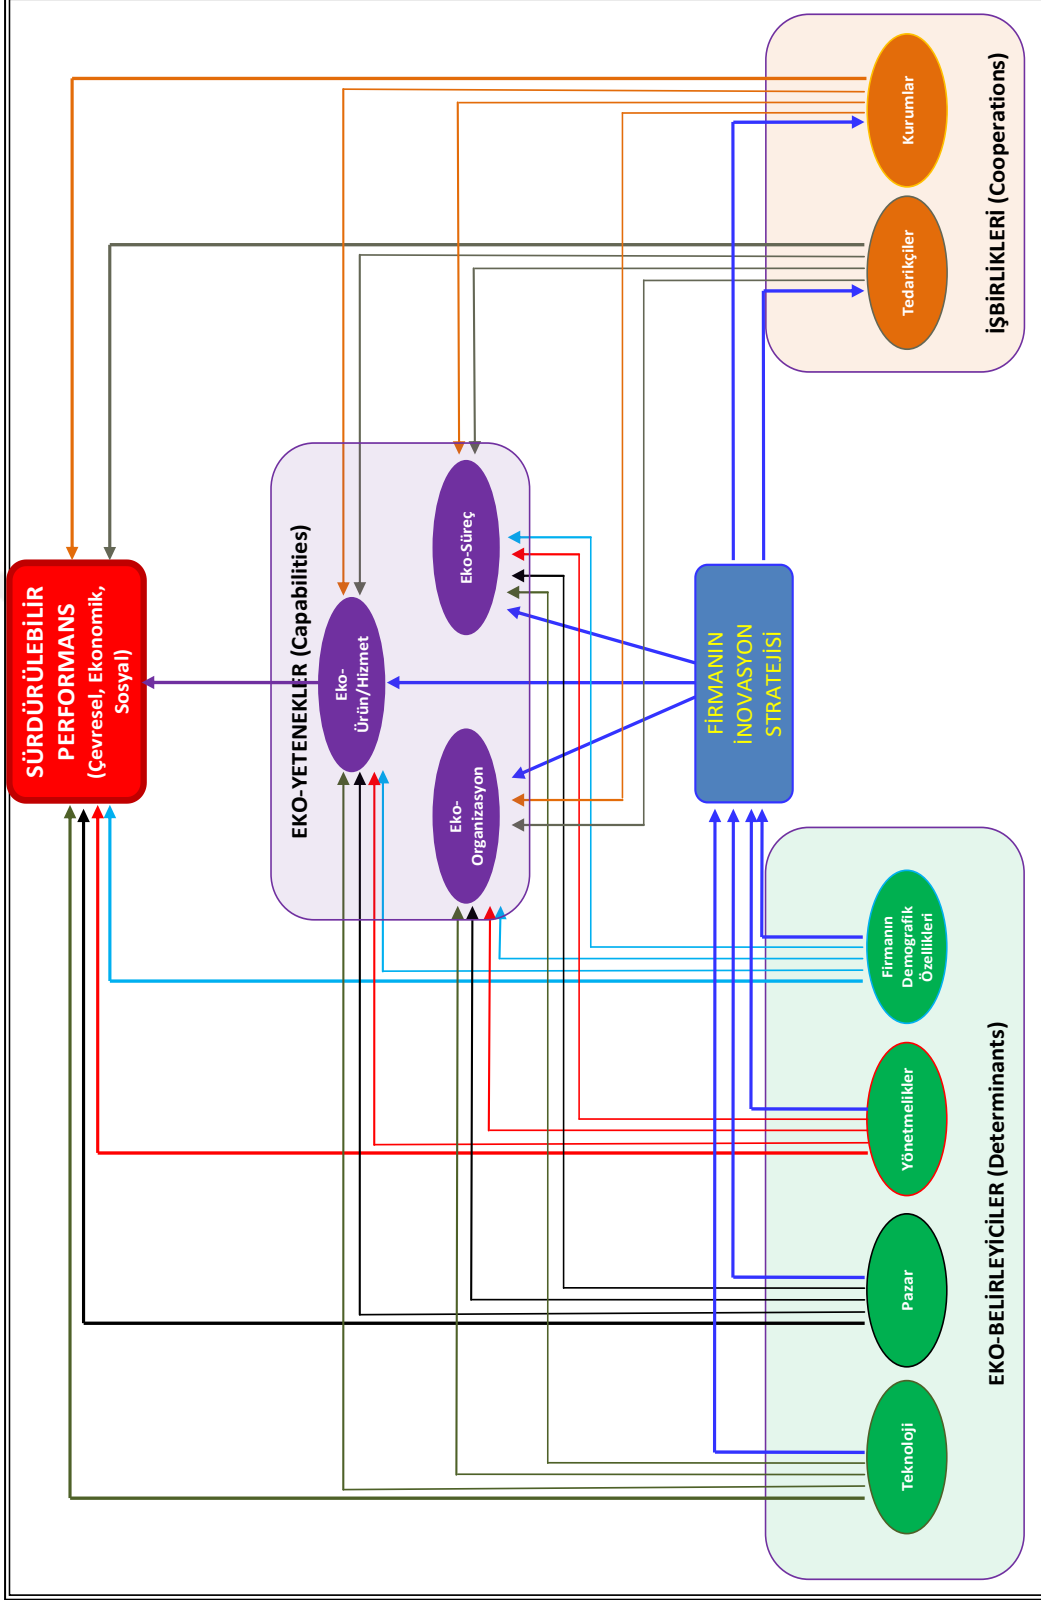 SÜRDÜRÜLEBİLİR
PERFORMANS
(Çevresel, Ekonomik,
Sosyal)
EKO-YETENEKLER (Capabilities)
Eko-
Ürün/Hizmet
Eko-
Organizasyon
Eko-Süreç
FİRMANIN
İNOVASYON
STRATEJİSİ
Teknoloji
Pazar
Yönetmelikler
Firmanın
Demografik
Özellikleri
EKO-BELİRLEYİCİLER (Determinants)
Tedarikçiler
Kurumlar
İŞBİRLİKLERİ (Cooperations)